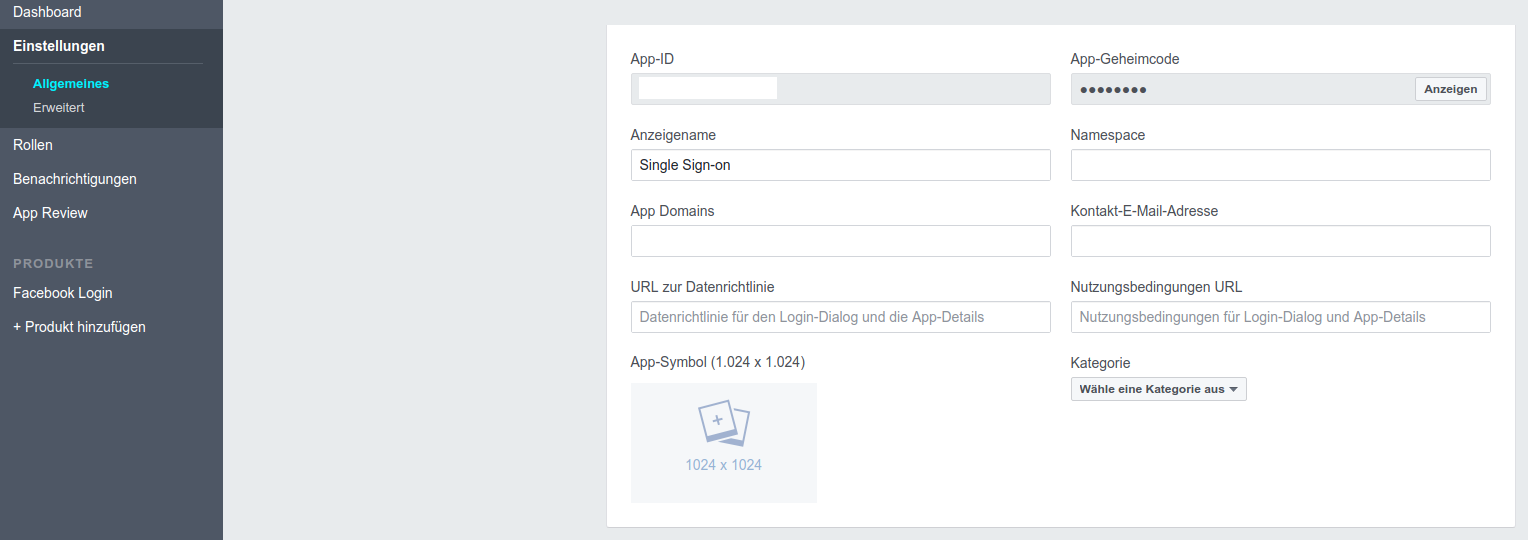 Dashboard
Einstellungen
Allgemeines
Erweitert
Rollen
Benachrichtigungen
App Review
PRODUKTE
Facebook Login
+ Produkt hinzufügen
App-ID
App-Geheimcode
●●●●●●●●
Anzeigen
Anzeigename
Single Sign-on
Namespace
App Domains
Kontakt-E-Mail-Adresse
URL zur Datenrichtlinie
Datenrichtlinie für den Login-Dialog und die App-Details
Nutzungsbedingungen URL
Nutzungsbedingungen für Login-Dialog und App-Details
App-Symbol (1.024 x 1.024)
1024 x 1024
Kategorie
Wähle eine Kategorie aus